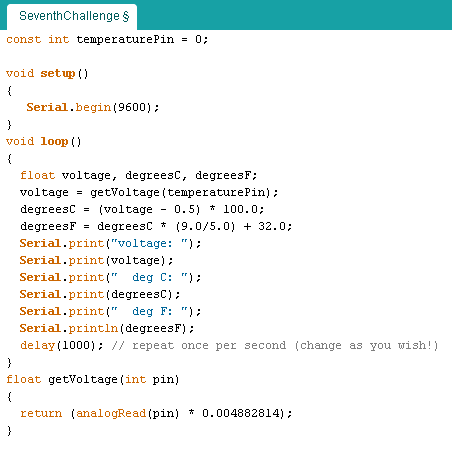 SeventhChallenge §
const int temperaturePin = 0;
void setup()
{
Serial.begin(9600);
}
void loop()
{
float voltage, degreesC, degreesF;
voltage = getVoltage(temperaturePin);
degreesC = (voltage - 0.5) * 100.0;
degreesF = degreesC * (9.0/5.0) + 32.0;
Serial.print("voltage: ");
Serial.print(voltage);
Serial.print("  deg C: ");
Serial.print(degreesC);
Serial.print("  deg F: ");
Serial.println(degreesF);
delay(1000); // repeat once per second (change as you wish!)
}
float getVoltage(int pin)
{
return (analogRead(pin) * 0.004882814);
}